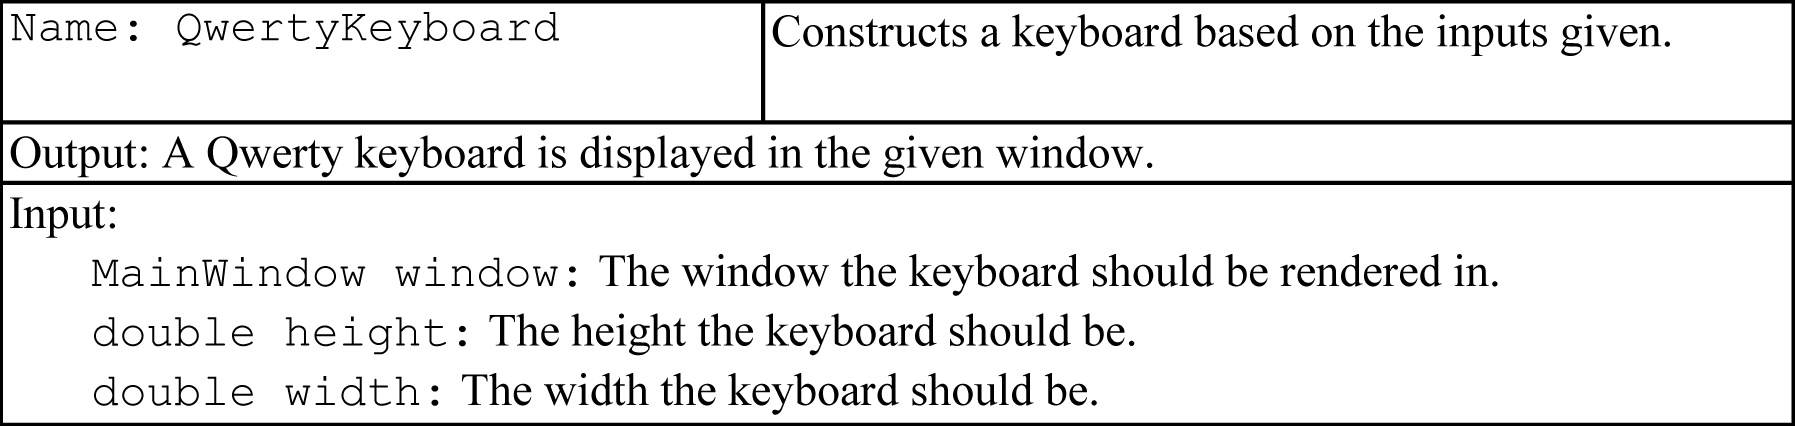 Name: QwertyKeyboard
Constructs a keyboard based on the inputs given.
Output: A Qwerty keyboard is displayed in the given window.
Input:
MainWindow window: The window the keyboard should be rendered in.
double height: The height the keyboard should be.
double width: The width the keyboard should be.